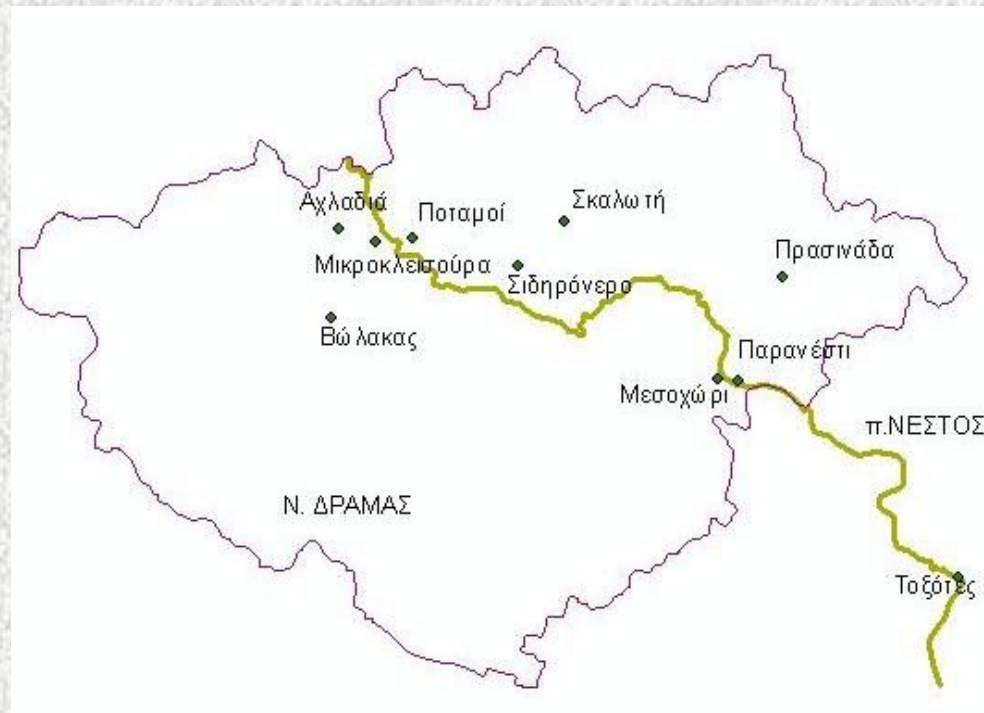 Αχλαδιά
Ποταμοί
Σκαλωτή
Μικροκλεισούρα
Σιδηρόνερο
Πρασινάδα
Βώλακας
Παρανέστι
Μεσοχώρι
π.ΝΕΣΤΟΣ
Ν. ΔΡΑΜΑΣ
Τοξότες